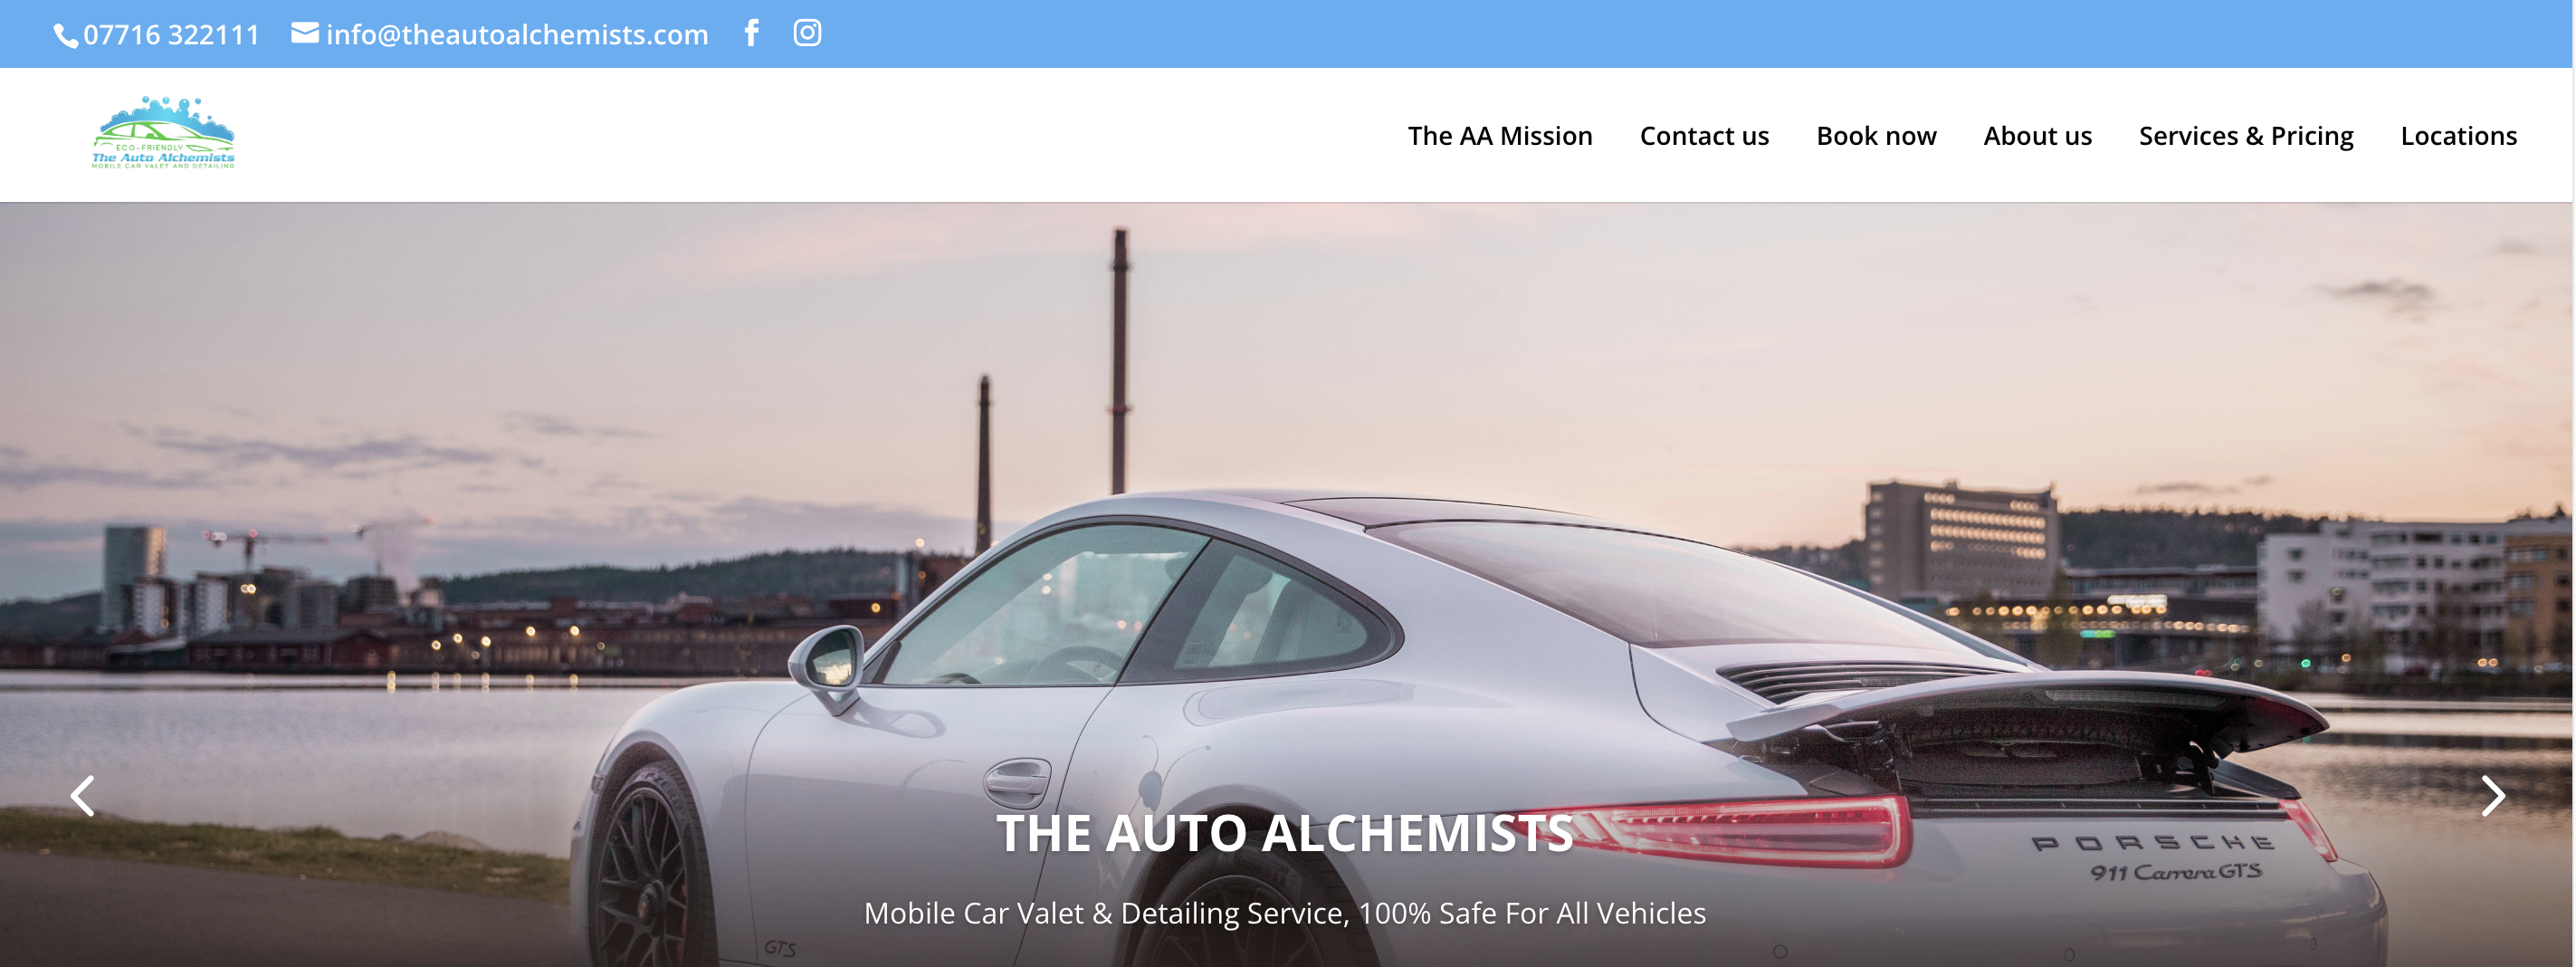 07716 322111 info@theautoalchemists.com
ECO-FRIENDLY
The Auto Alchemists
MOBILE CAR VALET AND DETAILING
The AA Mission Contact us Book now About us Services & Pricing Locations
THE AUTO ALCHEMISTS
PORSCHE
911 Carrera GTS
Mobile Car Valet & Detailing Service, 100% Safe For All Vehicles
GTS